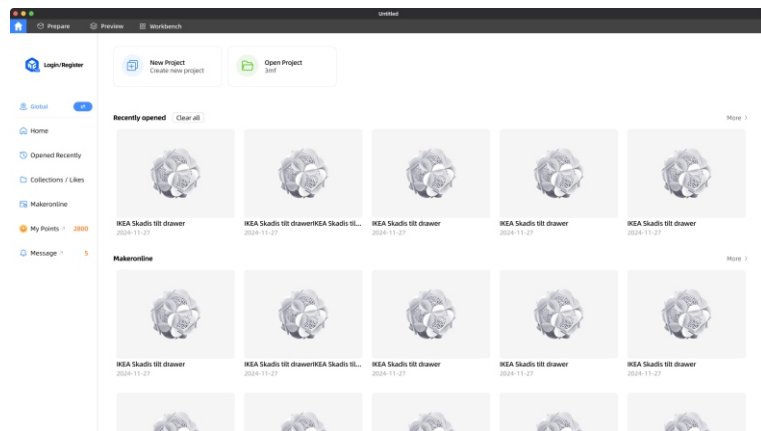 Untitled
Prepare
Preview
Workbench
Login/Register
Global
Home
Opened Recently
Collections / Likes
Makeronline
My Points 2800
Message 5
New Project
Create new project
Open Project
3mf
Recently opened
Clear all
More
IKEA Skadis tilt drawer
2024-11-27
IKEA Skadis tilt drawerIKEA Skadis til...
2024-11-27
IKEA Skadis tilt drawer
2024-11-27
IKEA Skadis tilt drawer
2024-11-27
IKEA Skadis tilt drawer
2024-11-27
Makeronline
More
IKEA Skadis tilt drawer
2024-11-27
IKEA Skadis tilt drawerIKEA Skadis til...
2024-11-27
IKEA Skadis tilt drawer
2024-11-27
IKEA Skadis tilt drawer
2024-11-27
IKEA Skadis tilt drawer
2024-11-27